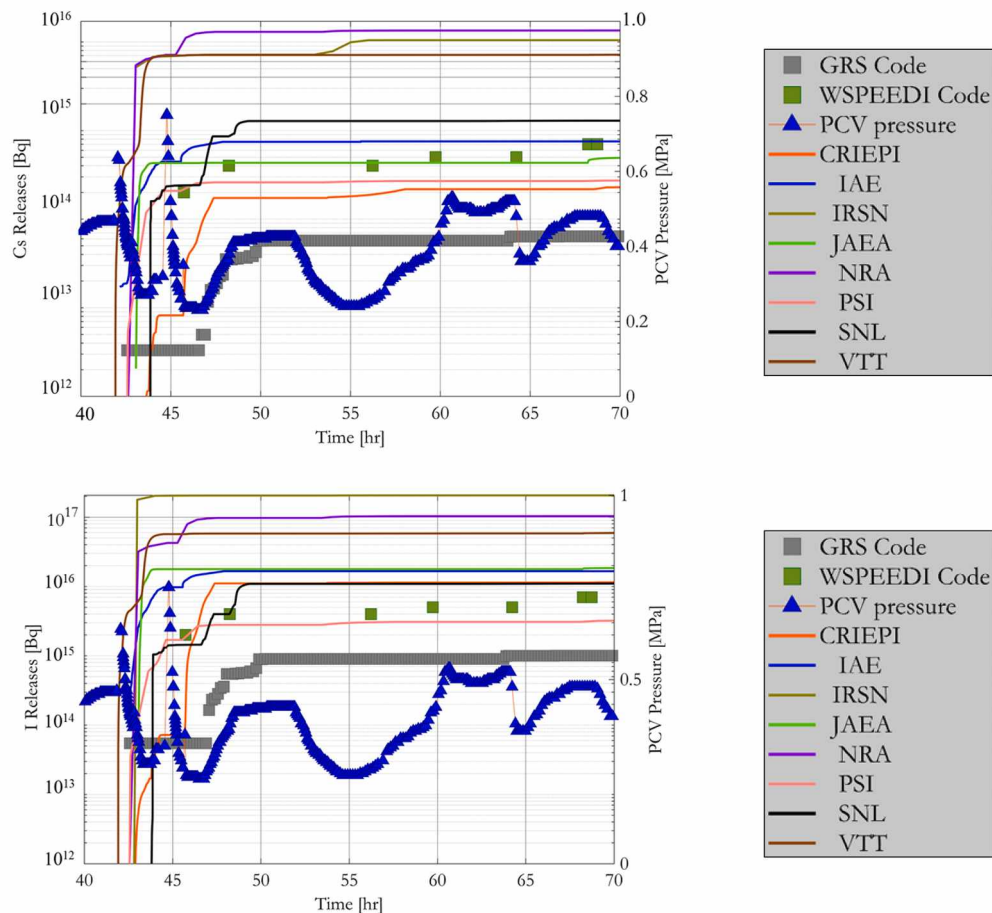 10^16
10^15
10^14
10^13
10^12
Cs Releases [Bq]
40
45
50
55
60
65
70
Time [hr]
1.0
0.8
0.6
0.4
0.2
0
PCV Pressure [MPa]
GRS Code
WSPEEDI Code
PCV pressure
CRIEPI
IAE
IRSN
JAEA
NRA
PSI
SNL
VTT
10^17
10^16
10^15
10^14
10^13
10^12
I Releases [Bq]
40
45
50
55
60
65
70
Time [hr]
1
0.5
0
PCV Pressure [MPa]
GRS Code
WSPEEDI Code
PCV pressure
CRIEPI
IAE
IRSN
JAEA
NRA
PSI
SNL
VTT